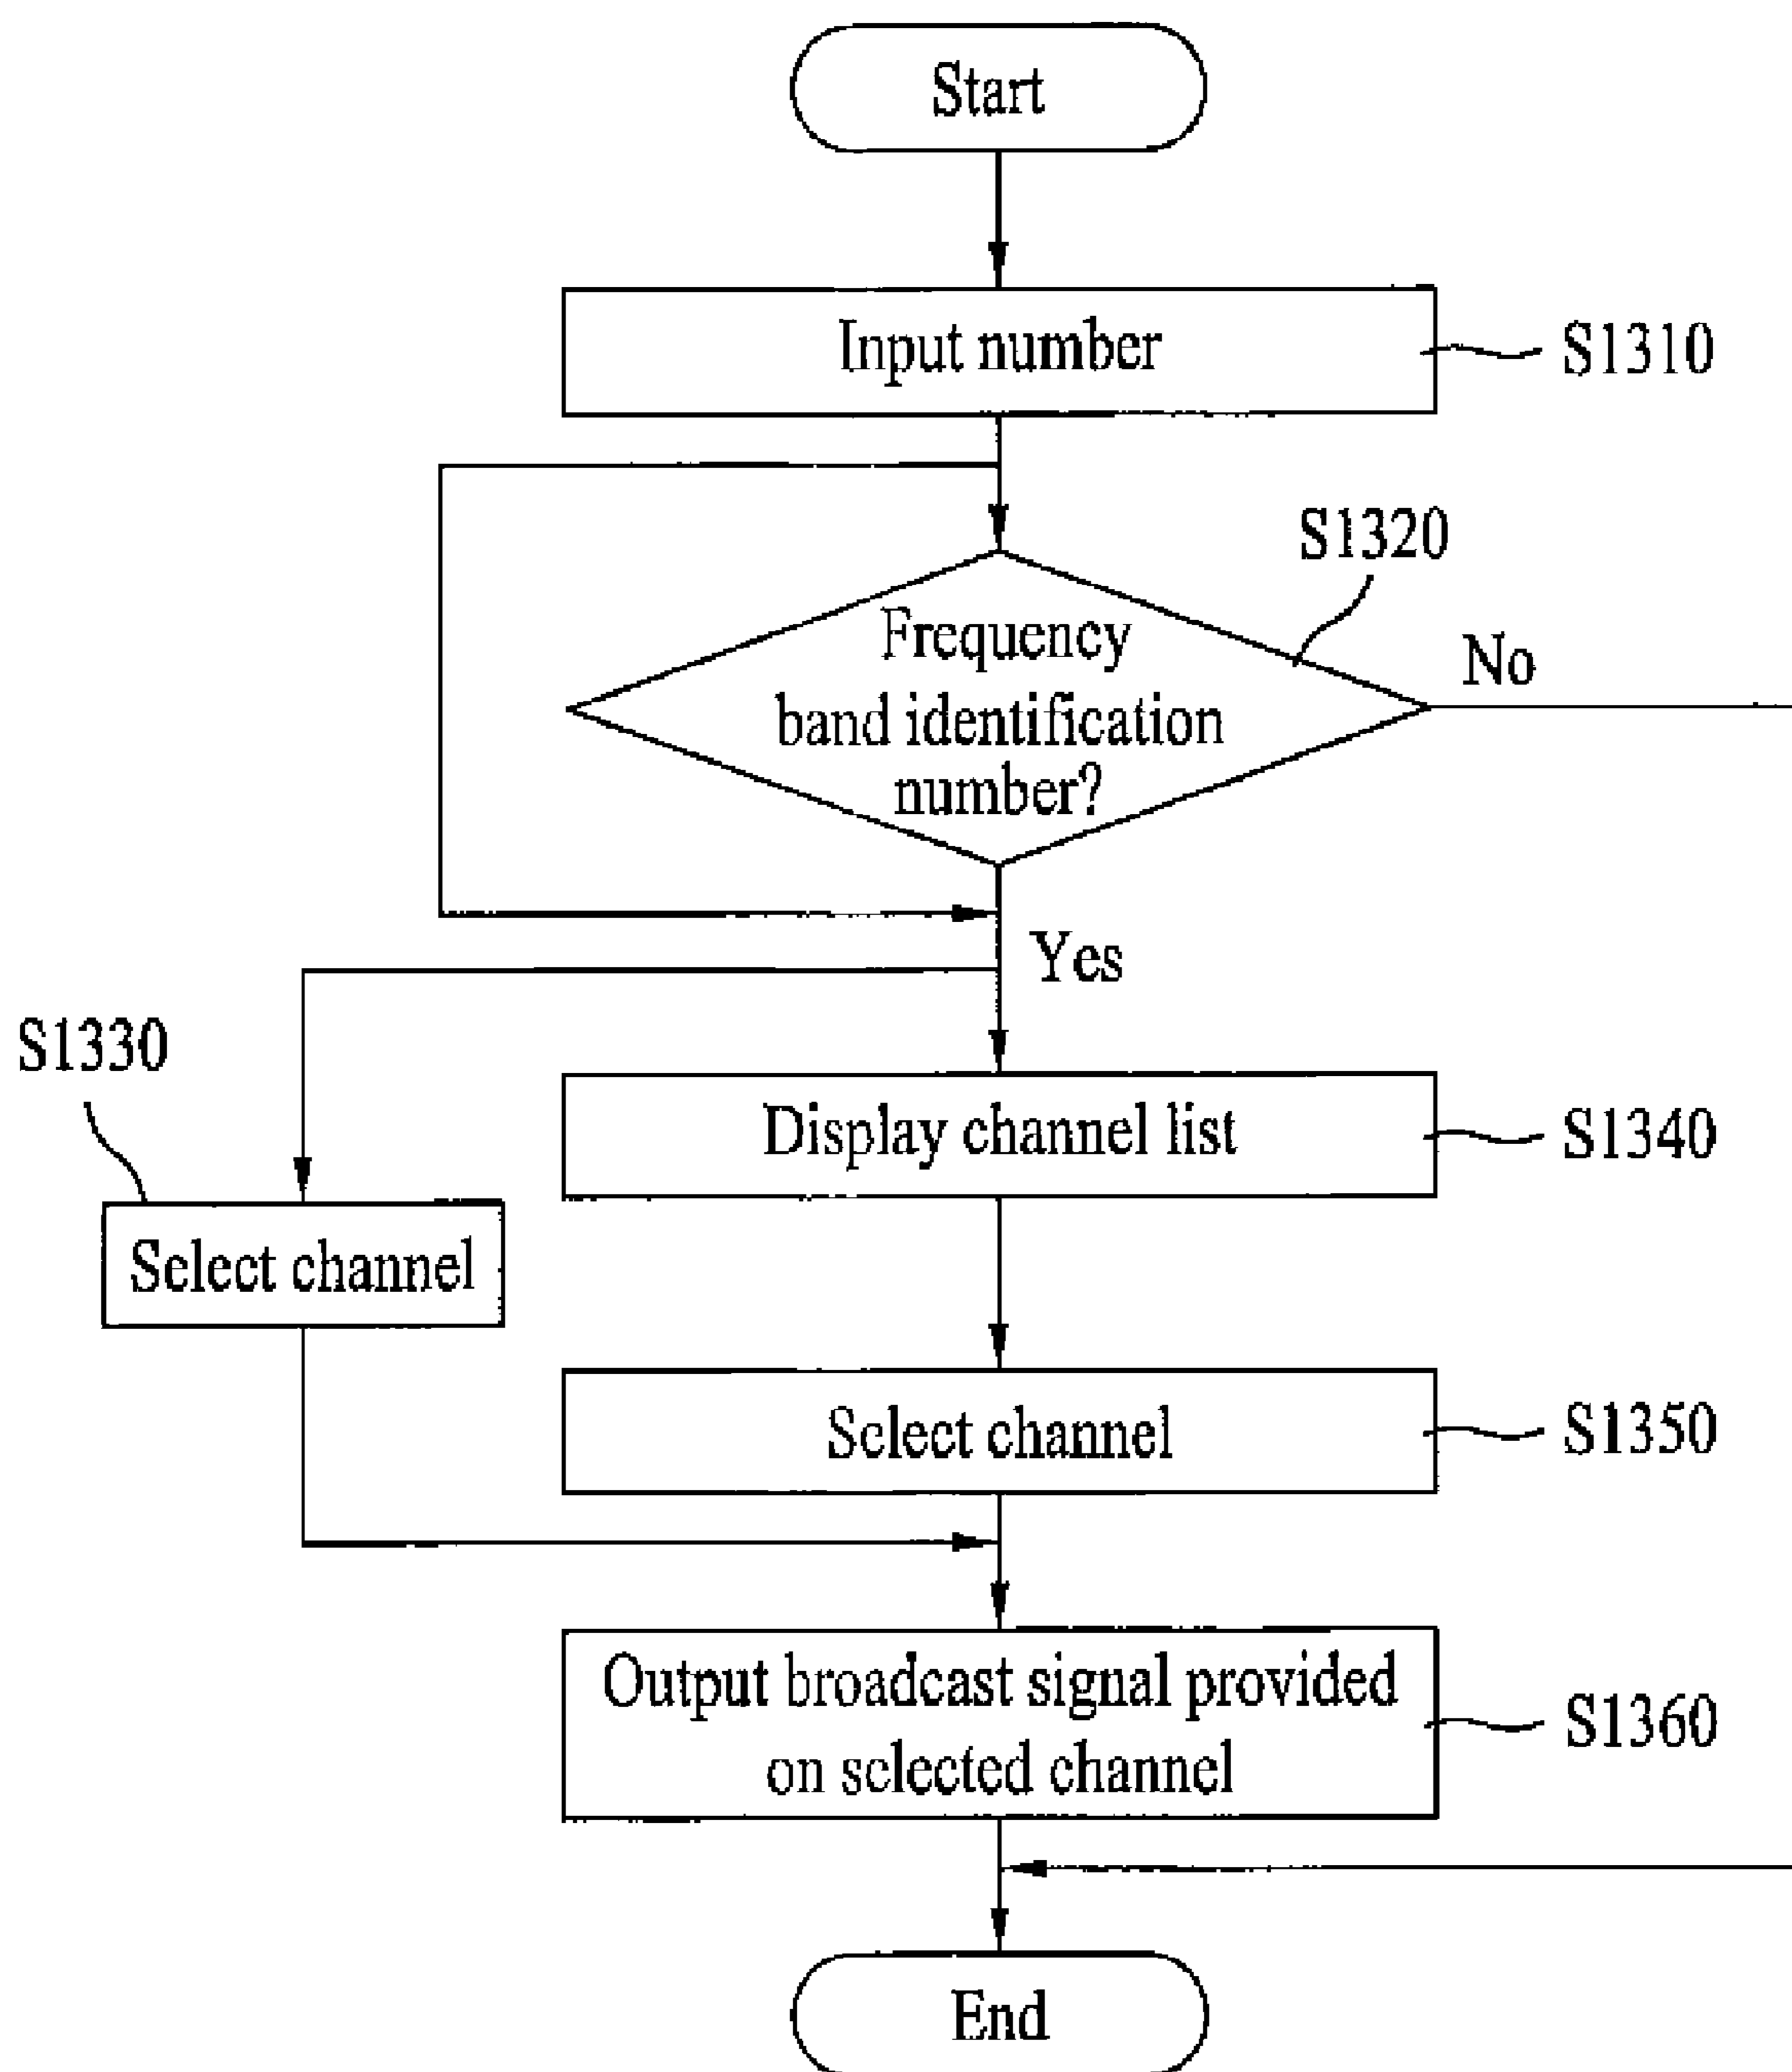 Start
Input number
S1310
S1320
Frequency
band identification
number?
No
Yes
S1330
Display channel list
S1340
Select channel
Select channel
S1350
Output broadcast signal provided
on selected channel
S1360
End